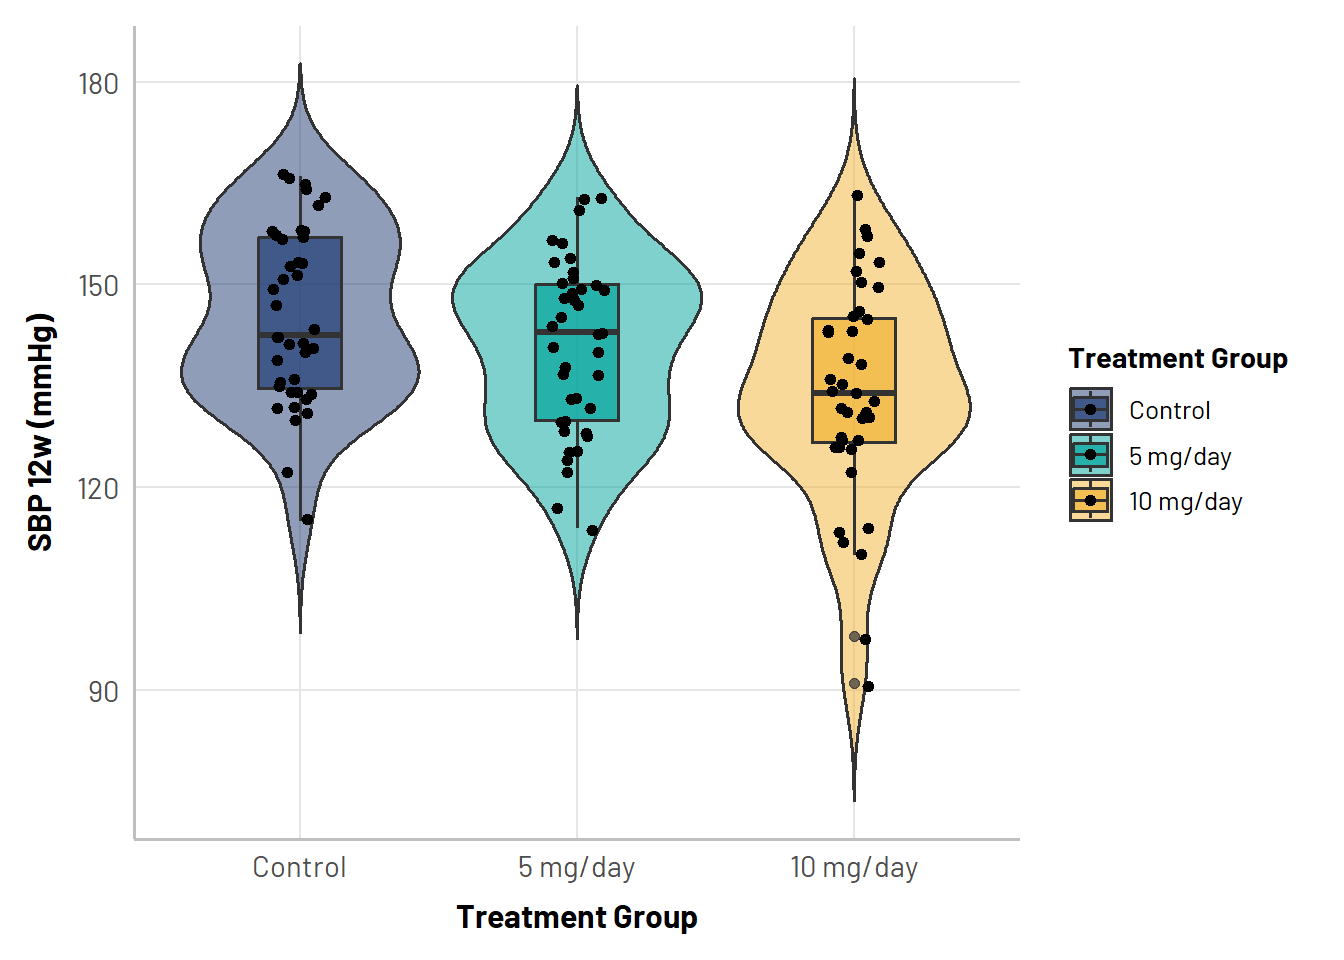 180
150
120
90
SBP 12w (mmHg)
Control
5 mg/day
10 mg/day
Treatment Group
Treatment Group
Control
5 mg/day
10 mg/day